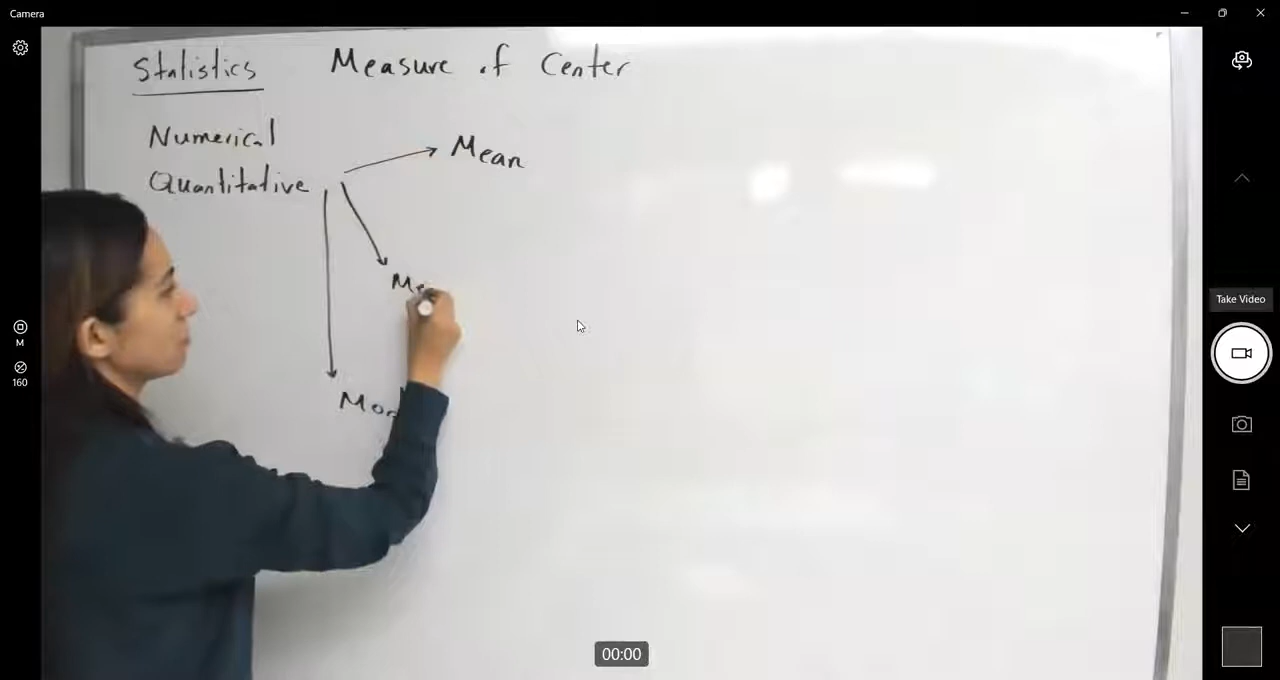 Camera
Statistics Measure of Center
Numerical
Mean
Quantitative
Take Video
M
160
00:00